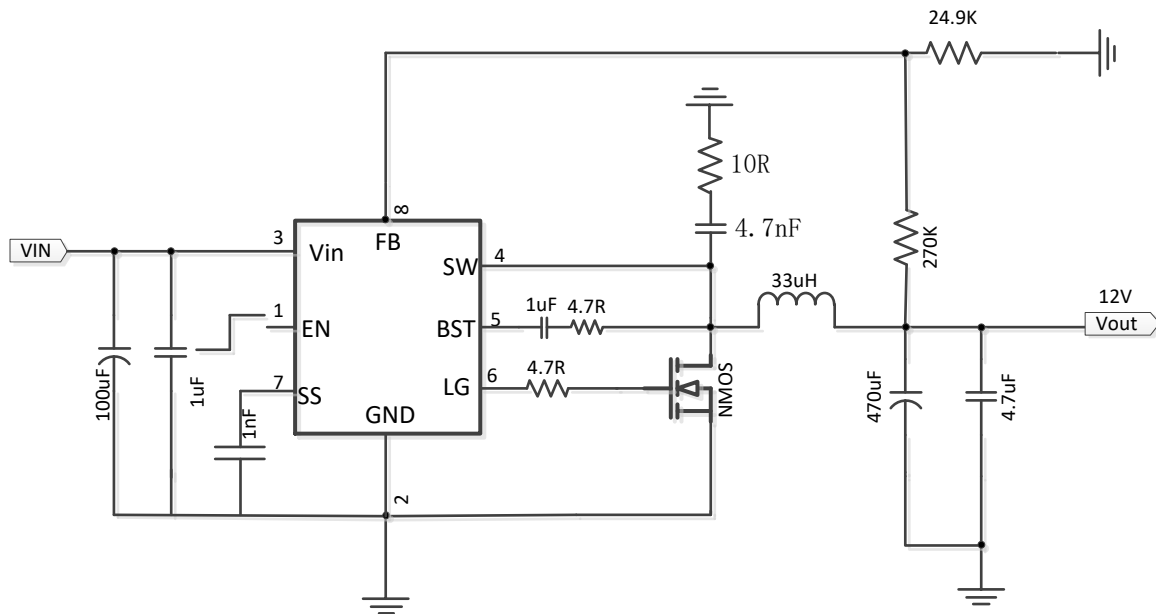 24.9K
10R
4.7nF
270K
VIN
3
Vin
8
FB
SW
4
33uH
12V
Vout
1
EN
1uF
4.7R
BST
5
100uF
1uF
7
SS
1nF
LG
6
4.7R
NMOS
470uF
4.7uF
GND
2